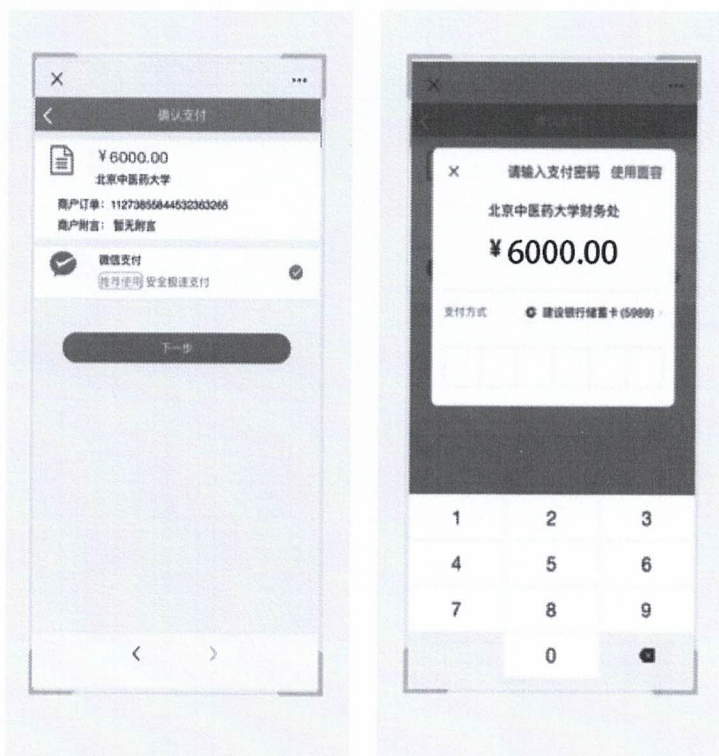 确认支付
¥6000.00
北京中医药大学
商户订单：11273855844532363265
商户附言：暂无附言
微信支付
推荐使用 安全极速支付
下一步
请输入支付密码 使用面容
北京中医药大学财务处
¥6000.00
支付方式 建设银行储蓄卡(5989)
1 2 3
4 5 6
7 8 9
0